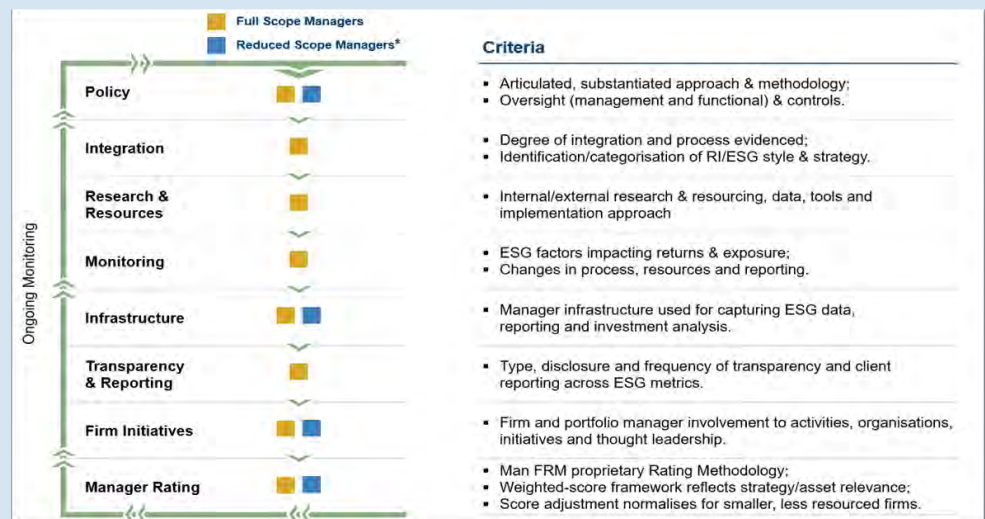 Full Scope Managers
Reduced Scope Managers*
Criteria
Ongoing Monitoring
Policy
▪ Articulated, substantiated approach & methodology;
▪ Oversight (management and functional) & controls.
Integration
▪ Degree of integration and process evidenced;
▪ Identification/categorisation of RI/ESG style & strategy.
Research &
Resources
▪ Internal/external research & resourcing, data, tools and
implementation approach
Monitoring
▪ ESG factors impacting returns & exposure;
▪ Changes in process, resources and reporting.
Infrastructure
▪ Manager infrastructure used for capturing ESG data,
reporting and investment analysis.
Transparency
& Reporting
▪ Type, disclosure and frequency of transparency and client
reporting across ESG metrics.
Firm Initiatives
▪ Firm and portfolio manager involvement to activities, organisations,
initiatives and thought leadership.
Manager Rating
▪ Man FRM proprietary Rating Methodology;
▪ Weighted-score framework reflects strategy/asset relevance;
▪ Score adjustment normalises for smaller, less resourced firms.